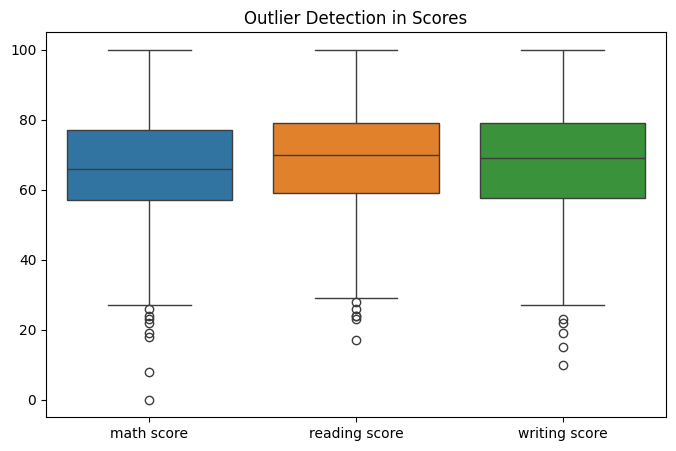 Outlier Detection in Scores
100
80
60
40
20
0
math score
reading score
writing score